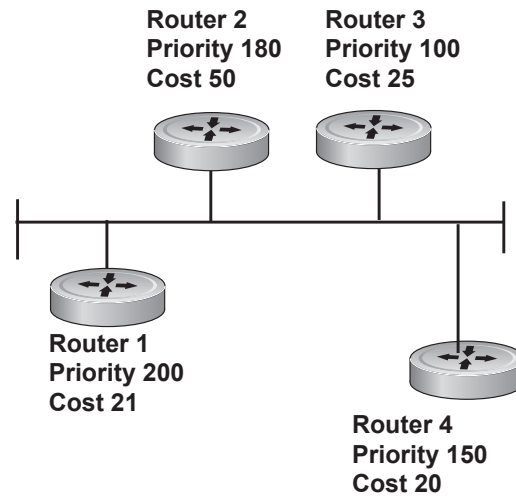 Router 2
Priority 180
Cost 50
Router 3
Priority 100
Cost 25
Router 1
Priority 200
Cost 21
Router 4
Priority 150
Cost 20